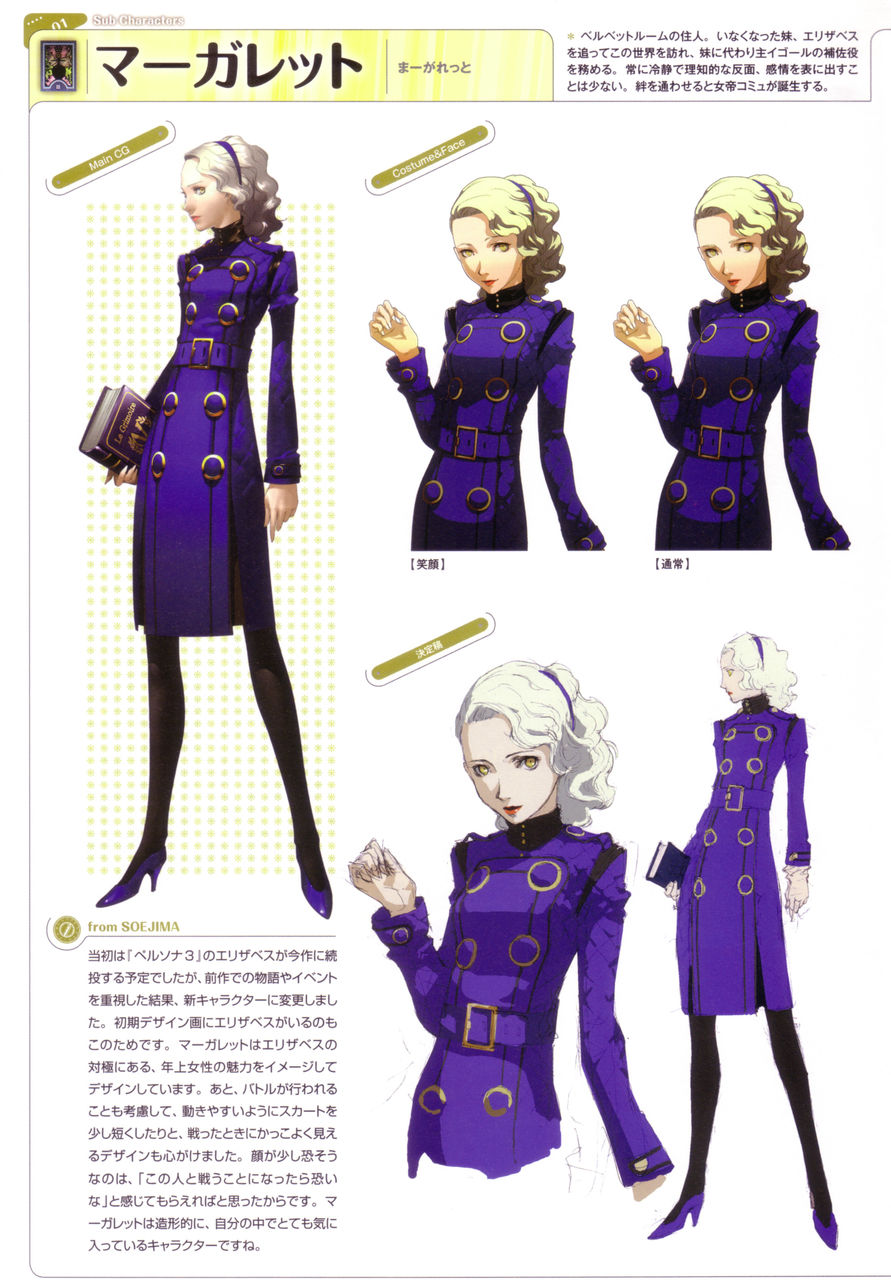 01
Sub Characters
マーガレット
まーがれっと
* ベルベットルームの住人。いなくなった妹、エリザベス
を追ってこの世界を訪れ、妹に代わり主イゴールの補佐役
を務める。常に冷静で理知的な反面、感情を表に出すこ
とは少ない。絆を通わせると女帝コミュが誕生する。
Main CG
Le Grimoire
Costume&Face
【笑顔】
【通常】
決定稿
from SOEJIMA
当初は『ペルソナ3』のエリザベスが今作に続
投する予定でしたが、前作での物語やイベント
を重視した結果、新キャラクターに変更しまし
た。初期デザイン画にエリザベスがいるのも
このためです。マーガレットはエリザベスの
対極にある、年上女性の魅力をイメージして
デザインしています。あと、バトルが行われる
ことも考慮して、動きやすいようにスカートを
少し短くしたりと、戦ったときにかっこよく見え
るデザインも心がけました。顔が少し恐そう
なのは、「この人と戦うことになったら恐い
な」と感じてもらえればと思ったからです。マ
ーガレットは造形的に、自分の中でとても気に
入っているキャラクターですね。